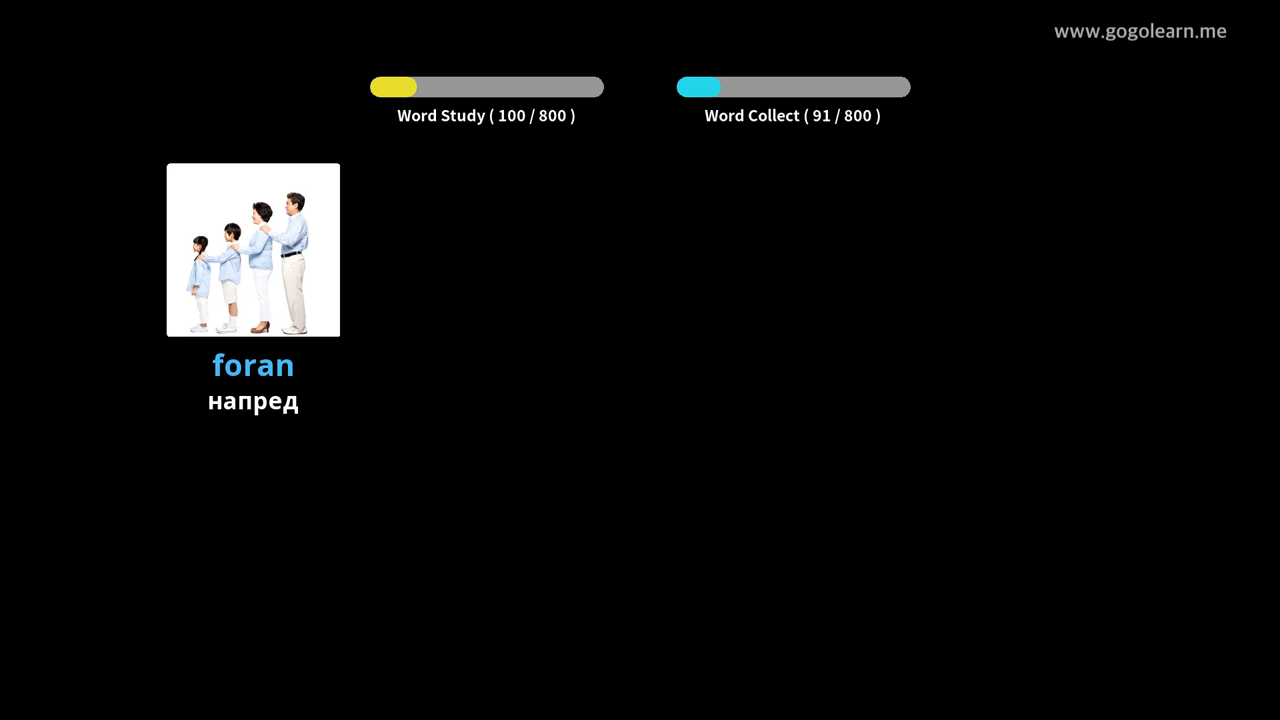 www.gogolearn.me
Word Study ( 100 / 800 )
Word Collect ( 91 / 800 )
foran
напред